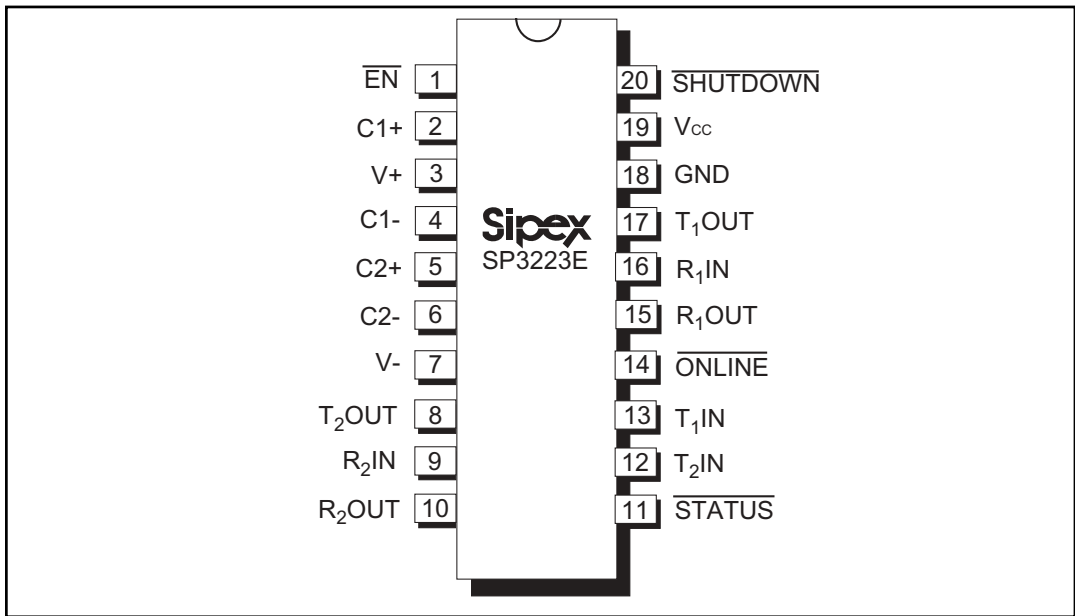 EN 1
C1+ 2
V+ 3
C1- 4
C2+ 5
C2- 6
V- 7
T2OUT 8
R2IN 9
R2OUT 10
Sipex
SP3223E
20 SHUTDOWN
19 Vcc
18 GND
17 T1OUT
16 R1IN
15 R1OUT
14 ONLINE
13 T1IN
12 T2IN
11 STATUS